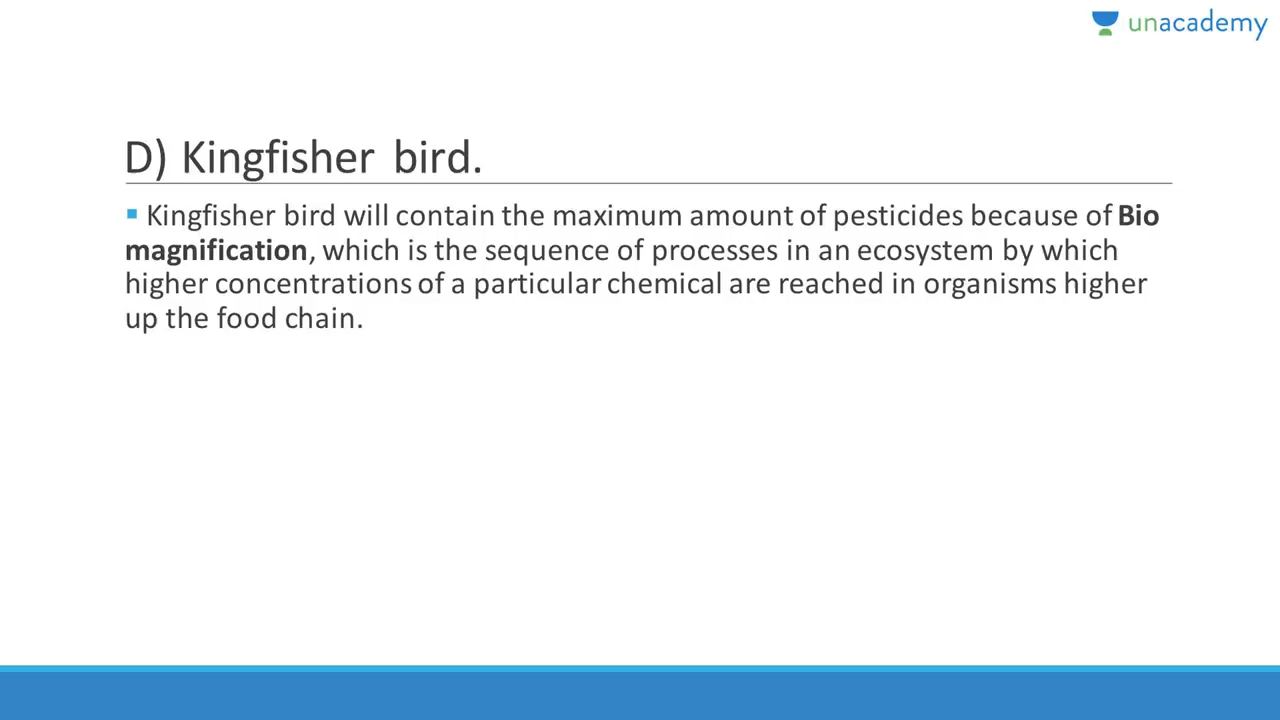 unacademy
D) Kingfisher bird.
▪ Kingfisher bird will contain the maximum amount of pesticides because of Bio
magnification, which is the sequence of processes in an ecosystem by which
higher concentrations of a particular chemical are reached in organisms higher
up the food chain.